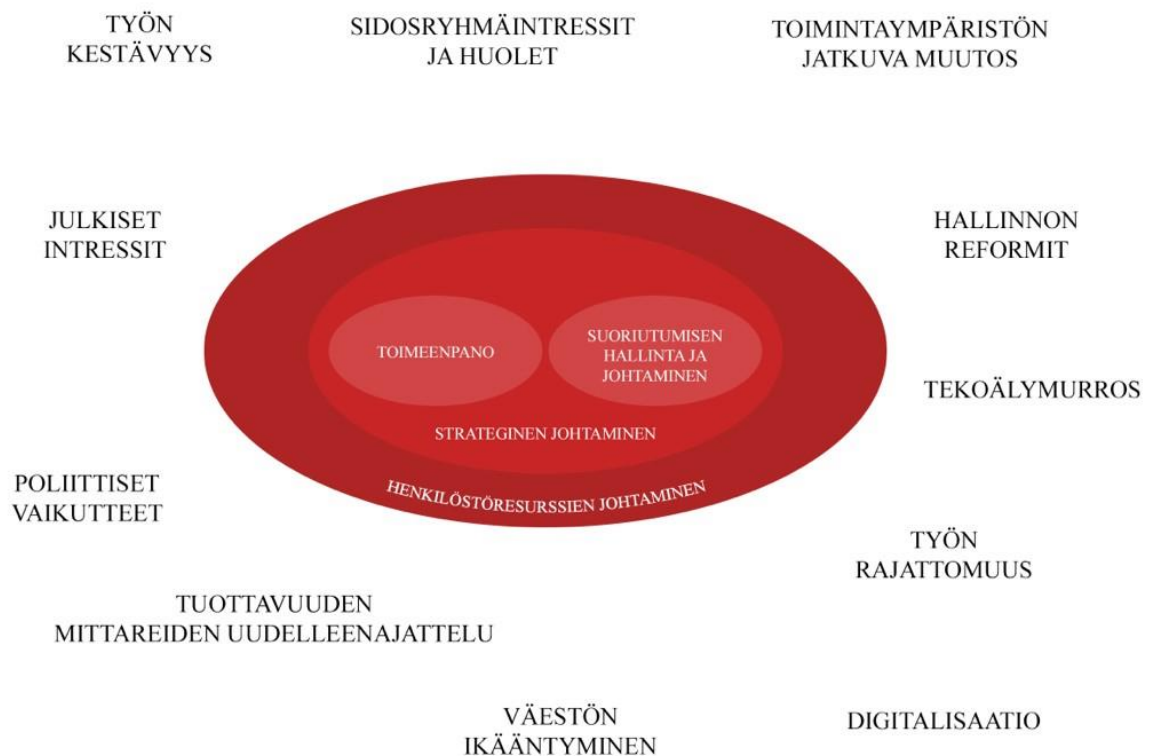 TYÖN
KESTÄVYYS
SIDOSRYHMÄINTRESSIT
JA HUOLET
TOIMINTAYMPÄRISTÖN
JATKUVA MUUTOS
JULKISET
INTRESSIT
HALLINNON
REFORMIT
TOIMEENPANO
SUORIUTUMISEN
HALLINTA JA
JOHTAMINEN
TEKOÄLYMURROS
STRATEGINEN JOHTAMINEN
HENKILÖSTÖRESURSSIEN JOHTAMINEN
POLIITTISET
VAIKUTTEET
TYÖN
RAJATTOMUUS
TUOTTAVUUDEN
MITTAREIDEN UUDELLEENAJATTELU
VÄESTÖN
IKÄÄNTYMINEN
DIGITALISAATIO